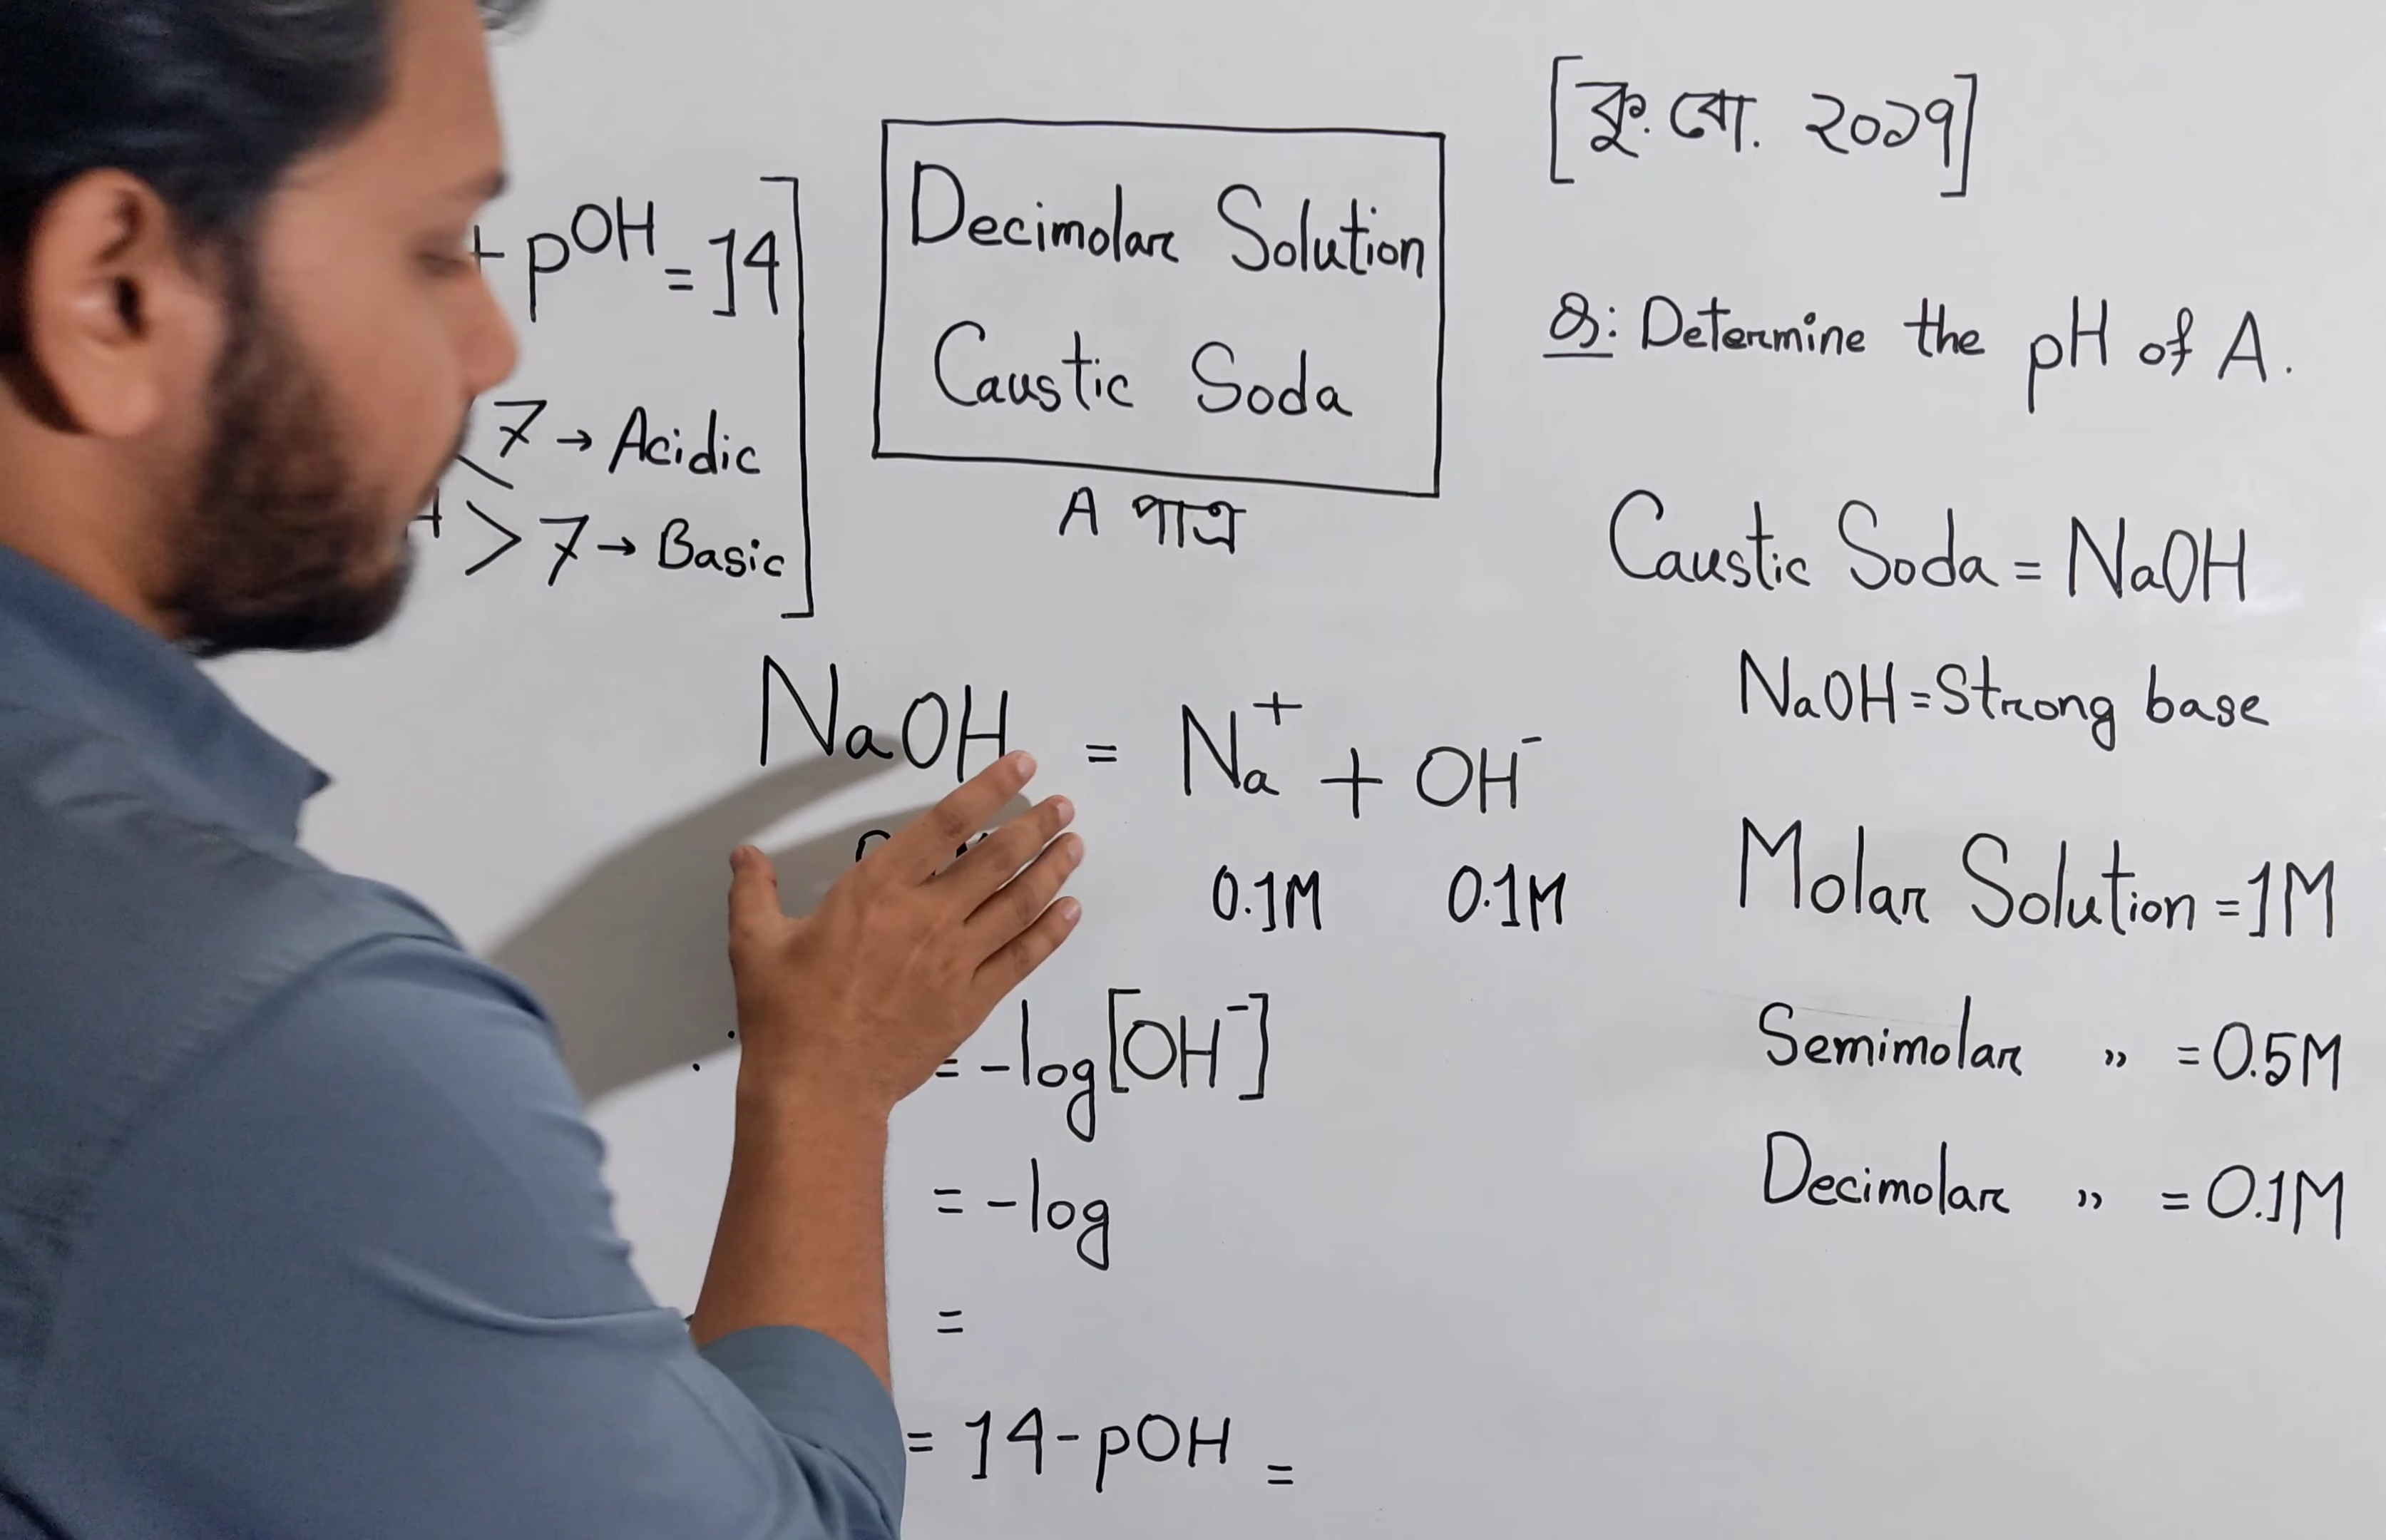 + pOH = 14]
7 → Acidic
> 7 → Basic]
Decimolar Solution
Caustic Soda
A পাত্র
[কু. বো. ২০১৭]
Q: Determine the pH of A.
Caustic Soda = NaOH
NaOH = Strong base
Molar Solution = 1M
Semimolar " = 0.5M
Decimolar " = 0.1M
NaOH = Na⁺ + OH⁻
0.1M 0.1M
= -log[OH⁻]
= -log
=
= 14 - pOH =